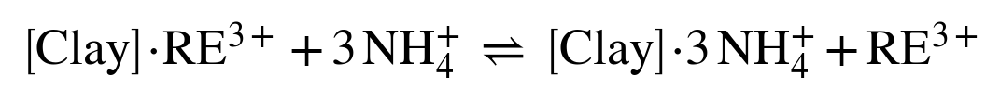 [Clay]·RE³⁺ + 3 NH₄⁺ ⇌ [Clay]·3 NH₄⁺ + RE³⁺